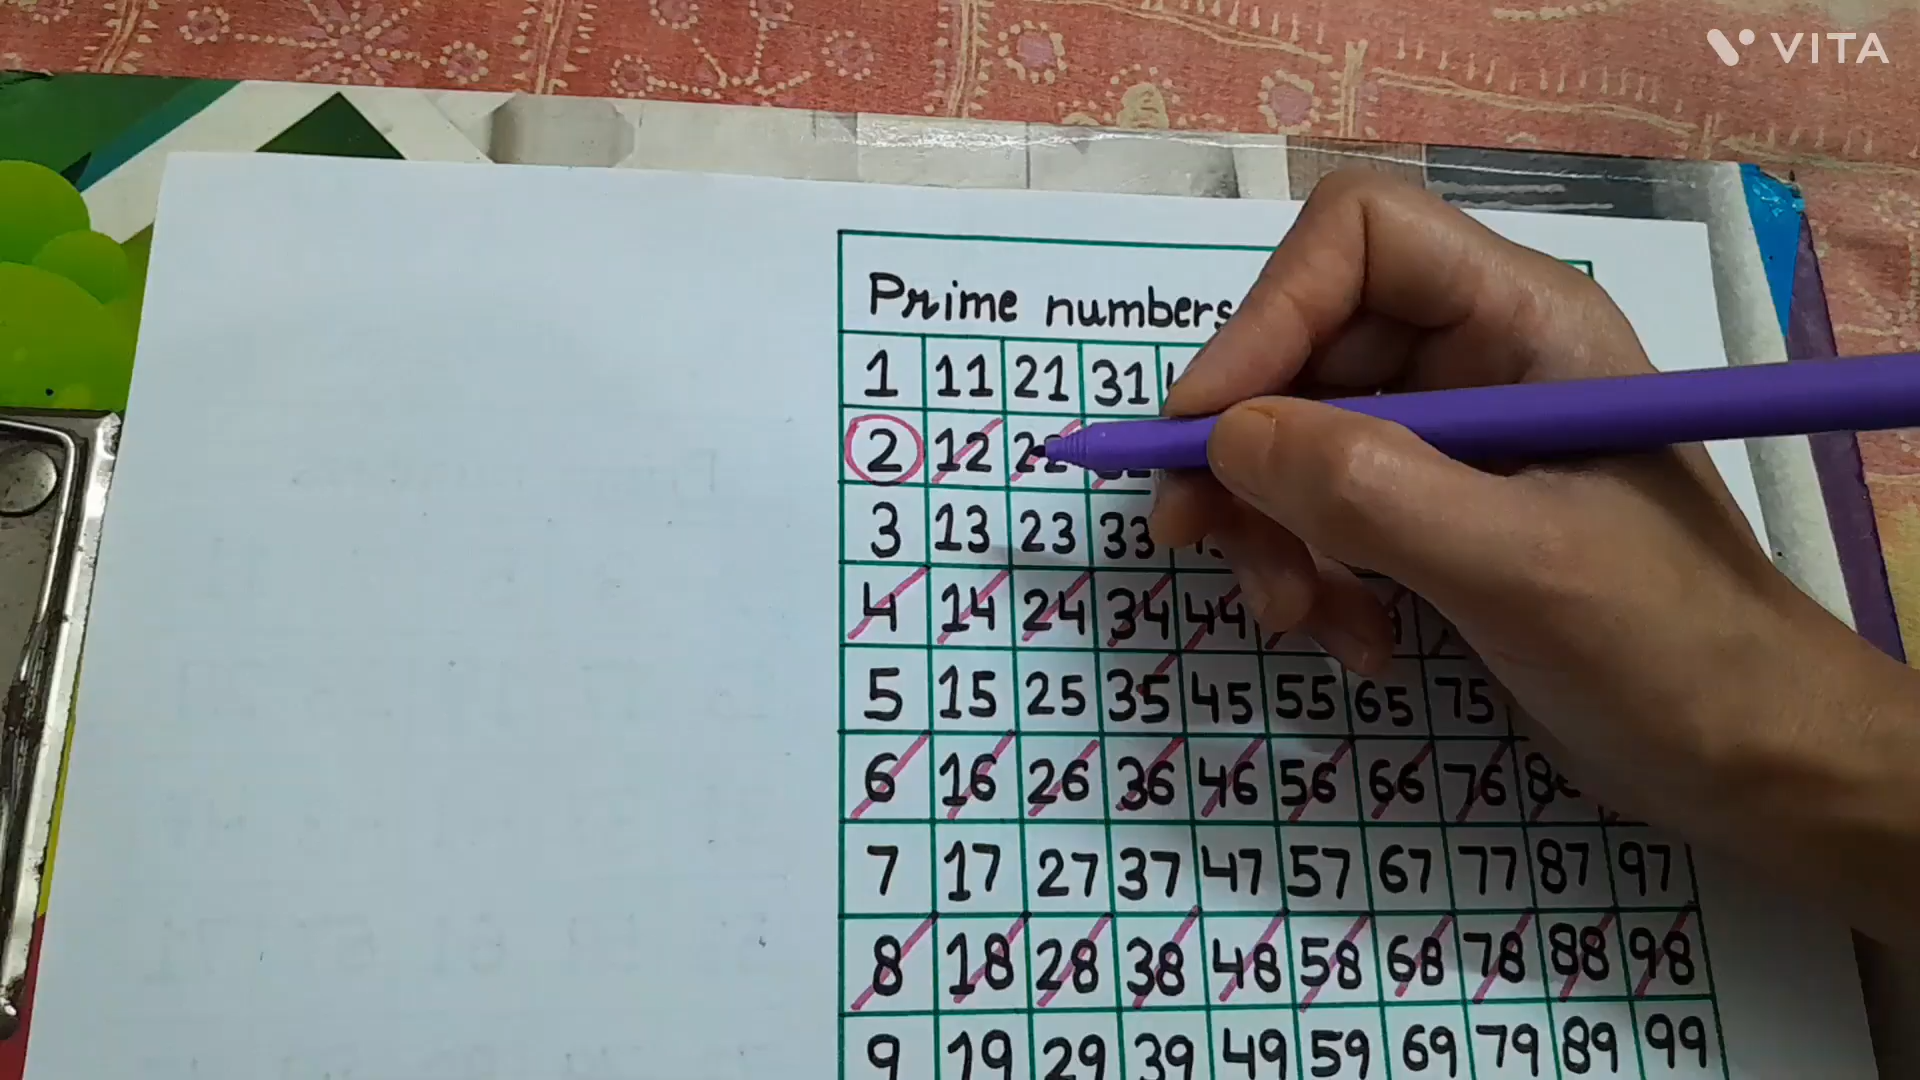 VITA
Prime numbers
1 11 21 31
2 12 22 32
3 13 23 33
4 14 24 34 44
5 15 25 35 45 55 65 75
6 16 26 36 46 56 66 76
7 17 27 37 47 57 67 77 87 97
8 18 28 38 48 58 68 78 88 98
9 19 29 39 49 59 69 79 89 99